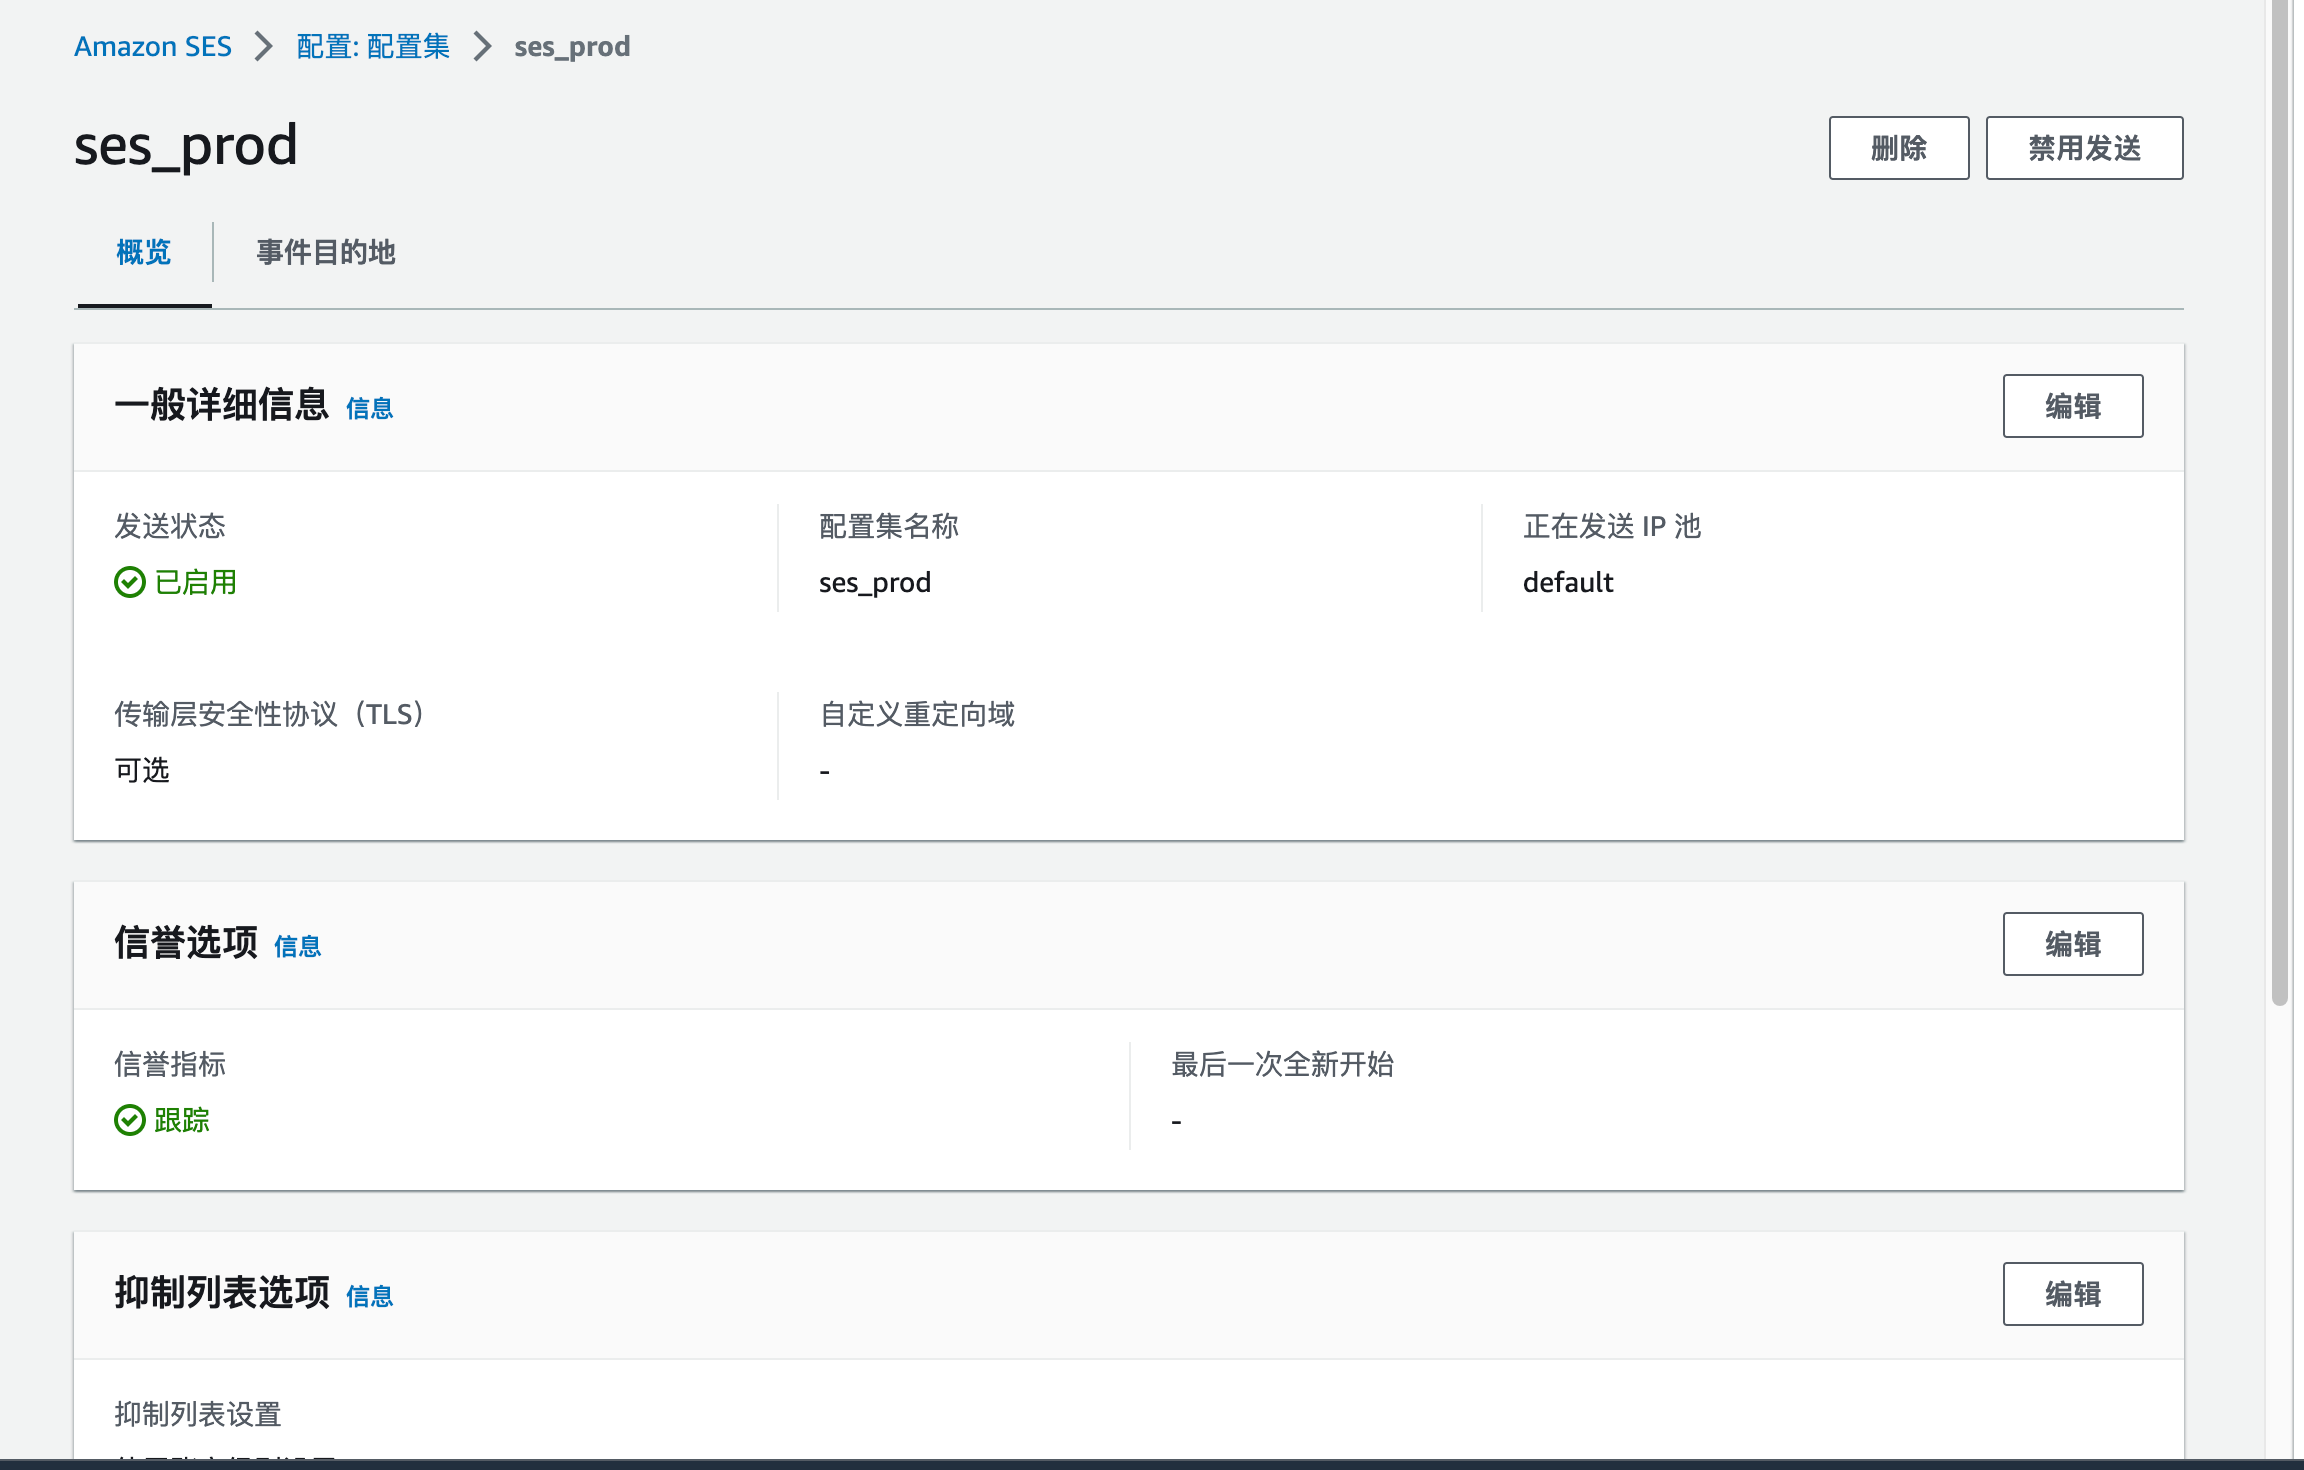 Amazon SES > 配置: 配置集 > ses_prod
ses_prod
删除 禁用发送
概览 事件目的地
一般详细信息 信息 编辑
发送状态 配置集名称 正在发送 IP 池
已启用 ses_prod default
传输层安全性协议（TLS） 自定义重定向域
可选 -
信誉选项 信息 编辑
信誉指标 最后一次全新开始
跟踪 -
抑制列表选项 信息 编辑
抑制列表设置